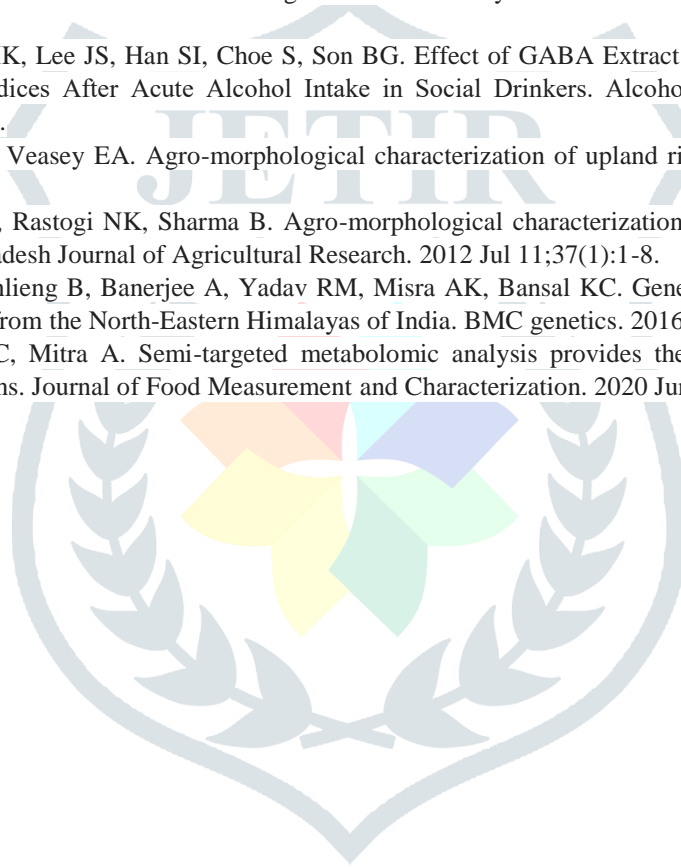 IK, Lee JS, Han SI, Choe S, Son BG. Effect of GABA Extract
dices After Acute Alcohol Intake in Social Drinkers. Alcoho
.
Veasey EA. Agro-morphological characterization of upland ri
JETIR
, Rastogi NK, Sharma B. Agro-morphological characterization
adesh Journal of Agricultural Research. 2012 Jul 11;37(1):1-8.
nlieng B, Banerjee A, Yadav RM, Misra AK, Bansal KC. Gene
from the North-Eastern Himalayas of India. BMC genetics. 2016
C, Mitra A. Semi-targeted metabolomic analysis provides the
ns. Journal of Food Measurement and Characterization. 2020 Jun